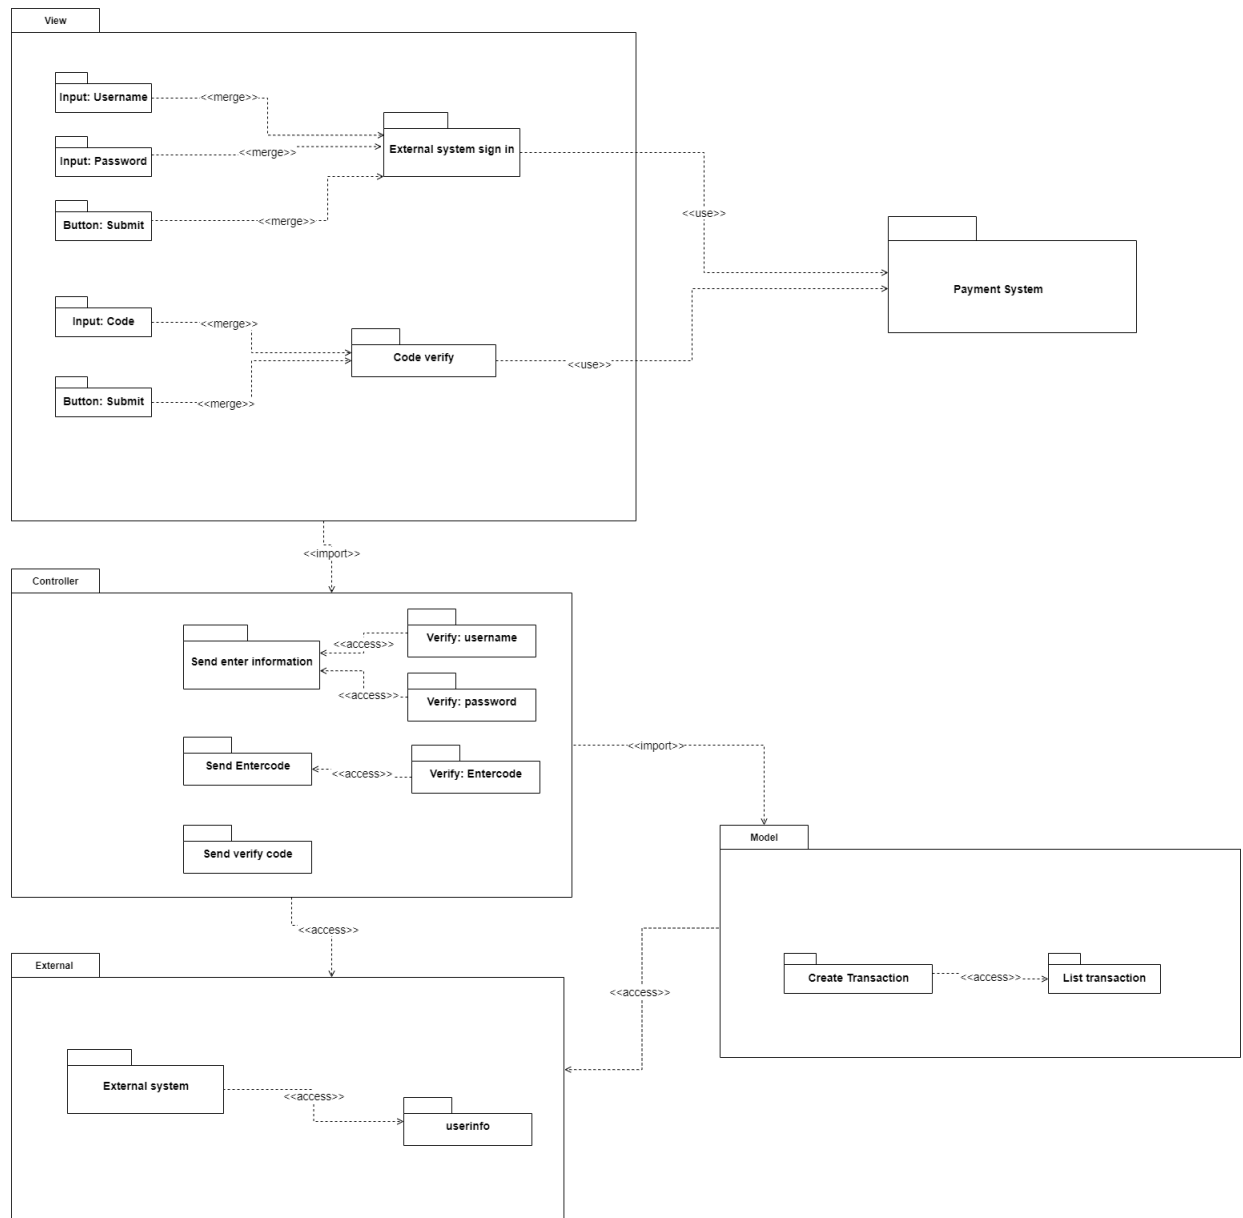 View
Input: Username
<<merge>>
External system sign in
Input: Password
<<merge>>
Button: Submit
<<merge>>
<<use>>
Payment System
Input: Code
<<merge>>
Code verify
<<use>>
Button: Submit
<<merge>>
<<import>>
Controller
Send enter information
<<access>>
Verify: username
<<access>>
Verify: password
<<import>>
Send Entercode
<<access>>
Verify: Entercode
Send verify code
Model
<<access>>
External
Create Transaction
<<access>>
List transaction
<<access>>
External system
<<access>>
userinfo